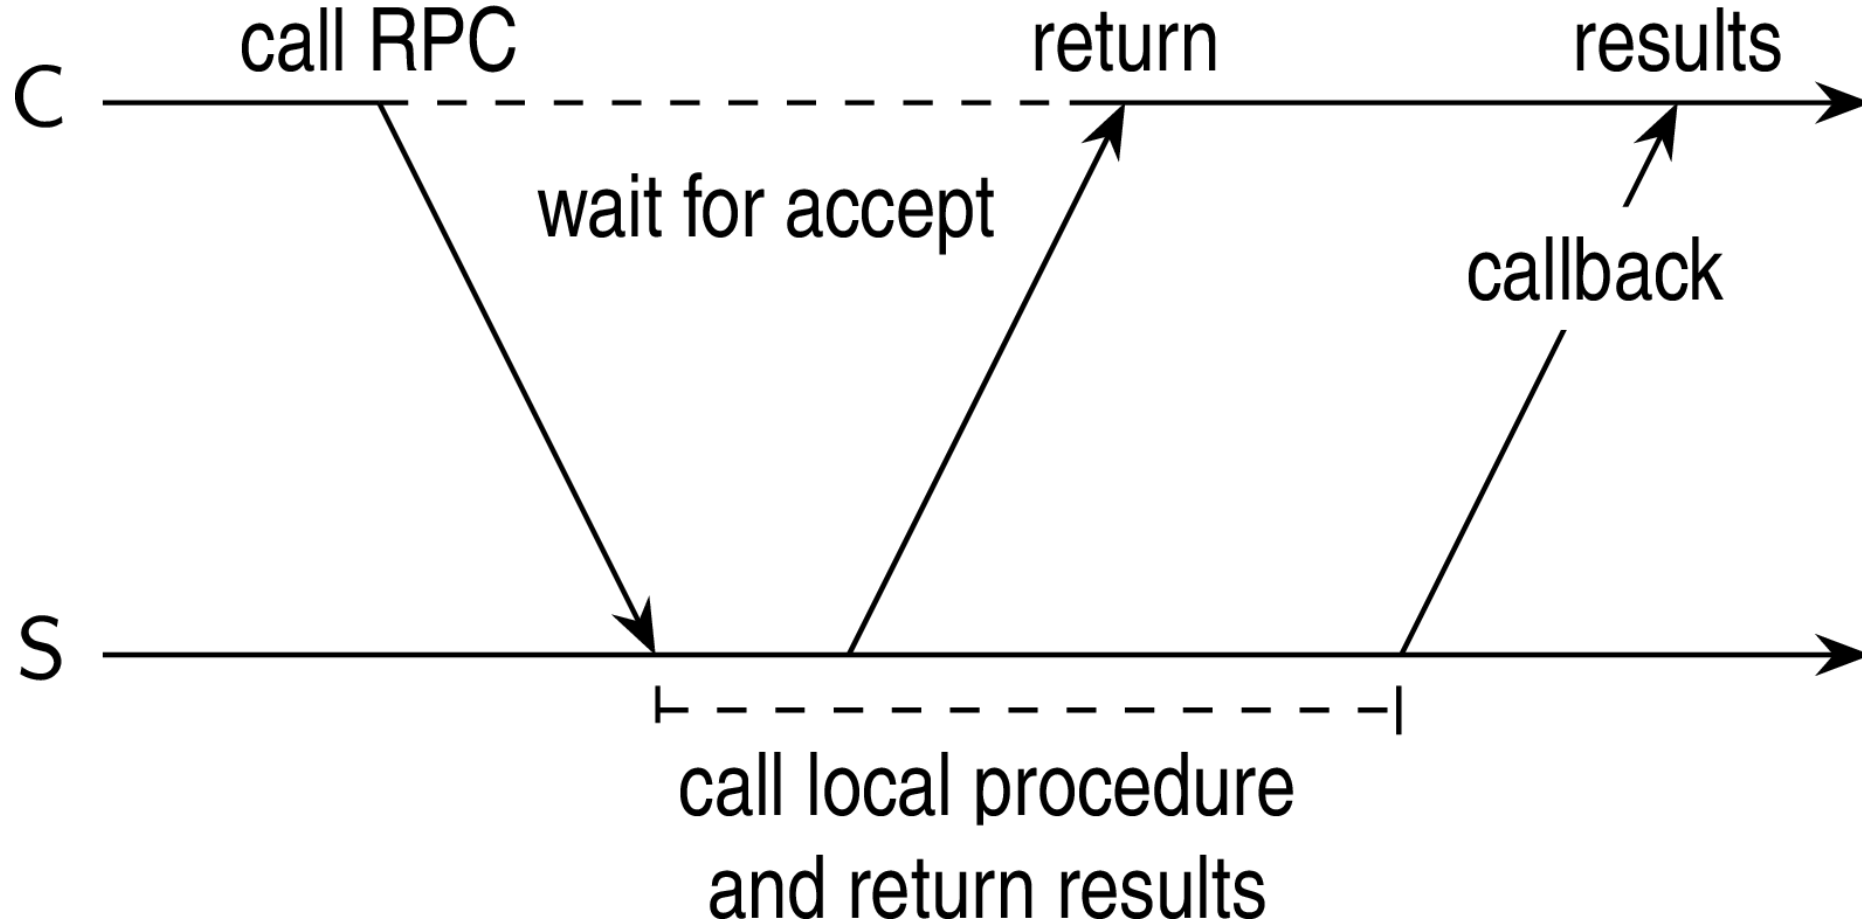 call RPC
return
results
C
wait for accept
callback
S
call local procedure
and return results